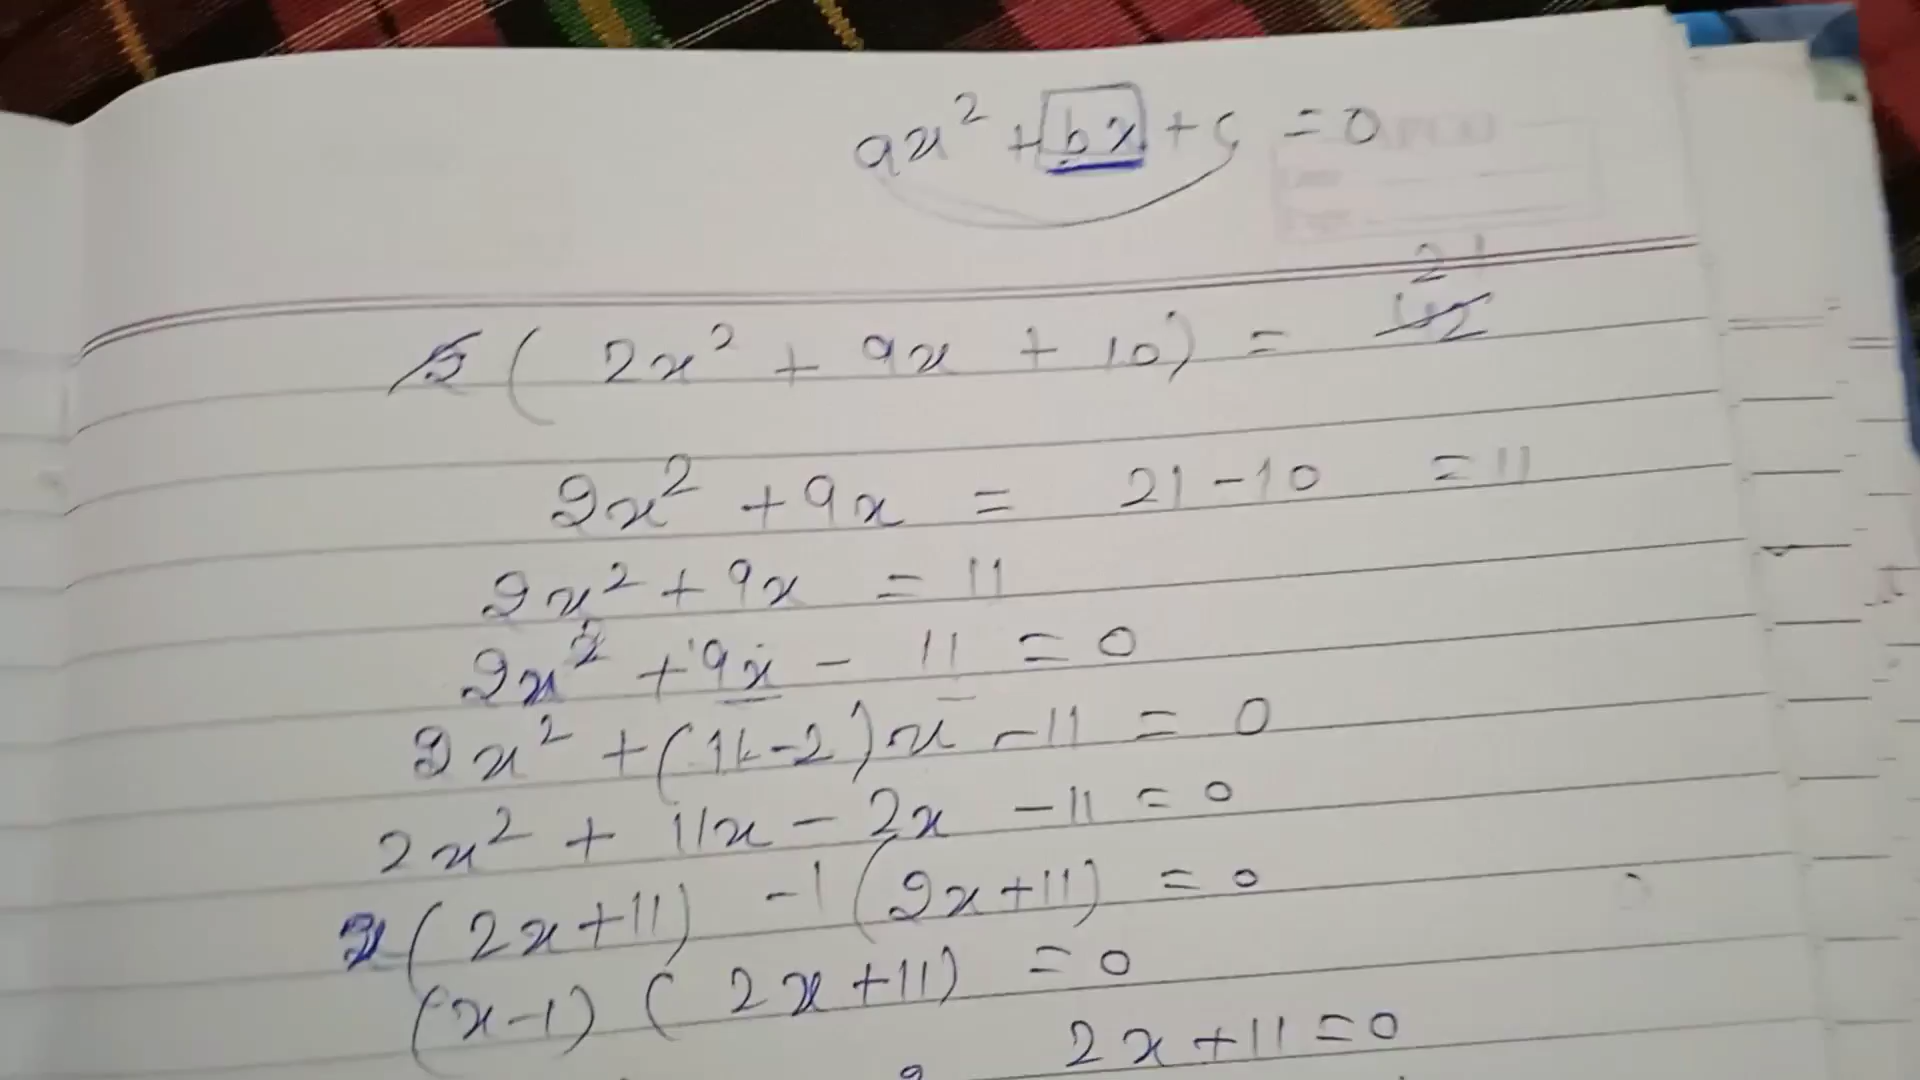 ax² + bx + c = 0
21
2 ( 2x² + 9x + 10 ) = 42
2x² + 9x = 21 - 10 = 11
2x² + 9x = 11
2x² + 9x - 11 = 0
2x² + (11-2)x - 11 = 0
2x² + 11x - 2x - 11 = 0
x( 2x+11) -1 (2x+11) = 0
(x-1) ( 2x+11) = 0
2x+11=0